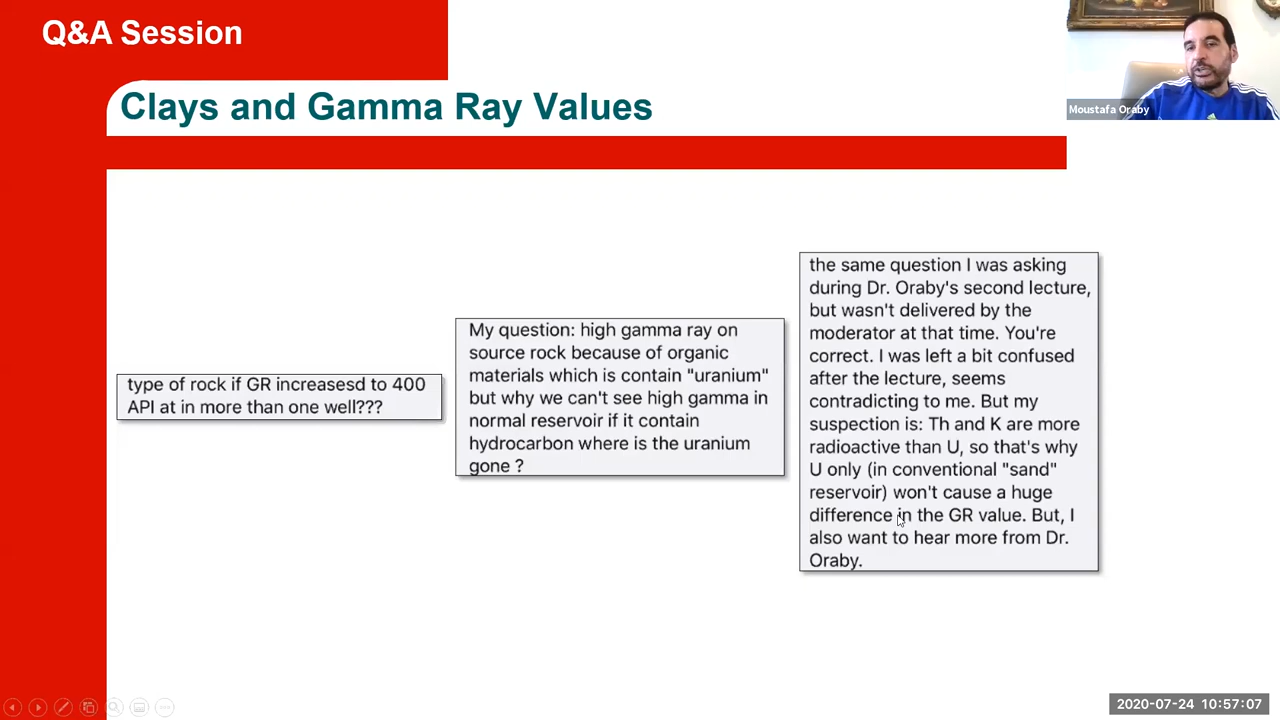 Q&A Session
Clays and Gamma Ray Values
Moustafa Oraby
type of rock if GR increasesd to 400
API at in more than one well???
My question: high gamma ray on
source rock because of organic
materials which is contain "uranium"
but why we can't see high gamma in
normal reservoir if it contain
hydrocarbon where is the uranium
gone ?
the same question I was asking
during Dr. Oraby's second lecture,
but wasn't delivered by the
moderator at that time. You're
correct. I was left a bit confused
after the lecture, seems
contradicting to me. But my
suspection is: Th and K are more
radioactive than U, so that's why
U only (in conventional "sand"
reservoir) won't cause a huge
difference in the GR value. But, I
also want to hear more from Dr.
Oraby.
2020-07-24 10:57:07